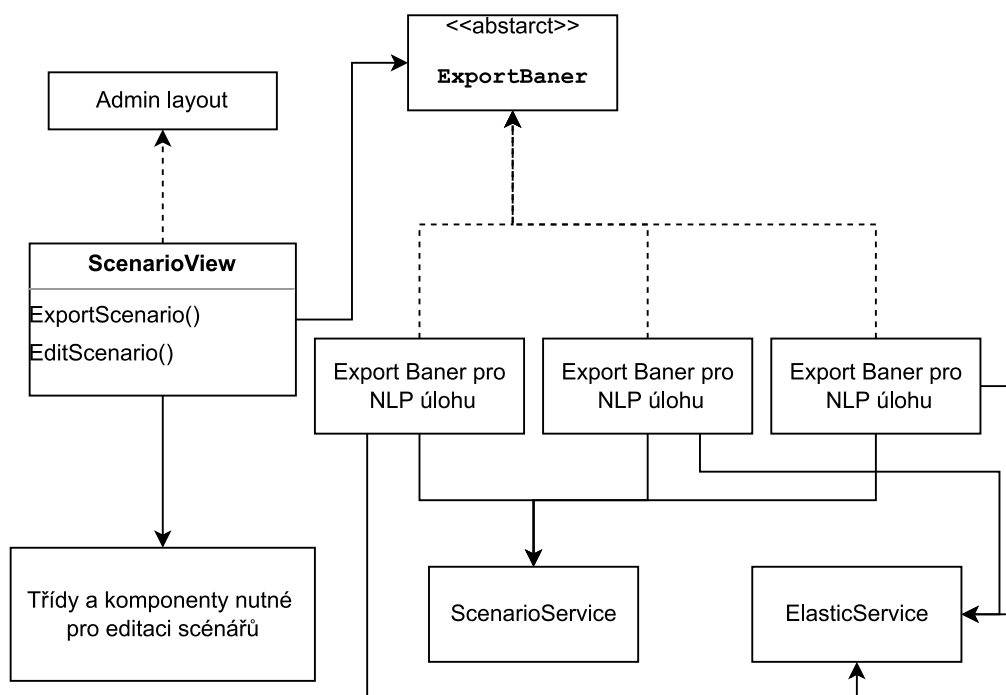 <<abstarct>>
ExportBaner
Admin layout
ScenarioView
ExportScenario()
EditScenario()
Export Baner pro
NLP úlohu
Export Baner pro
NLP úlohu
Export Baner pro
NLP úlohu
Třídy a komponenty nutné
pro editaci scénářů
ScenarioService
ElasticService